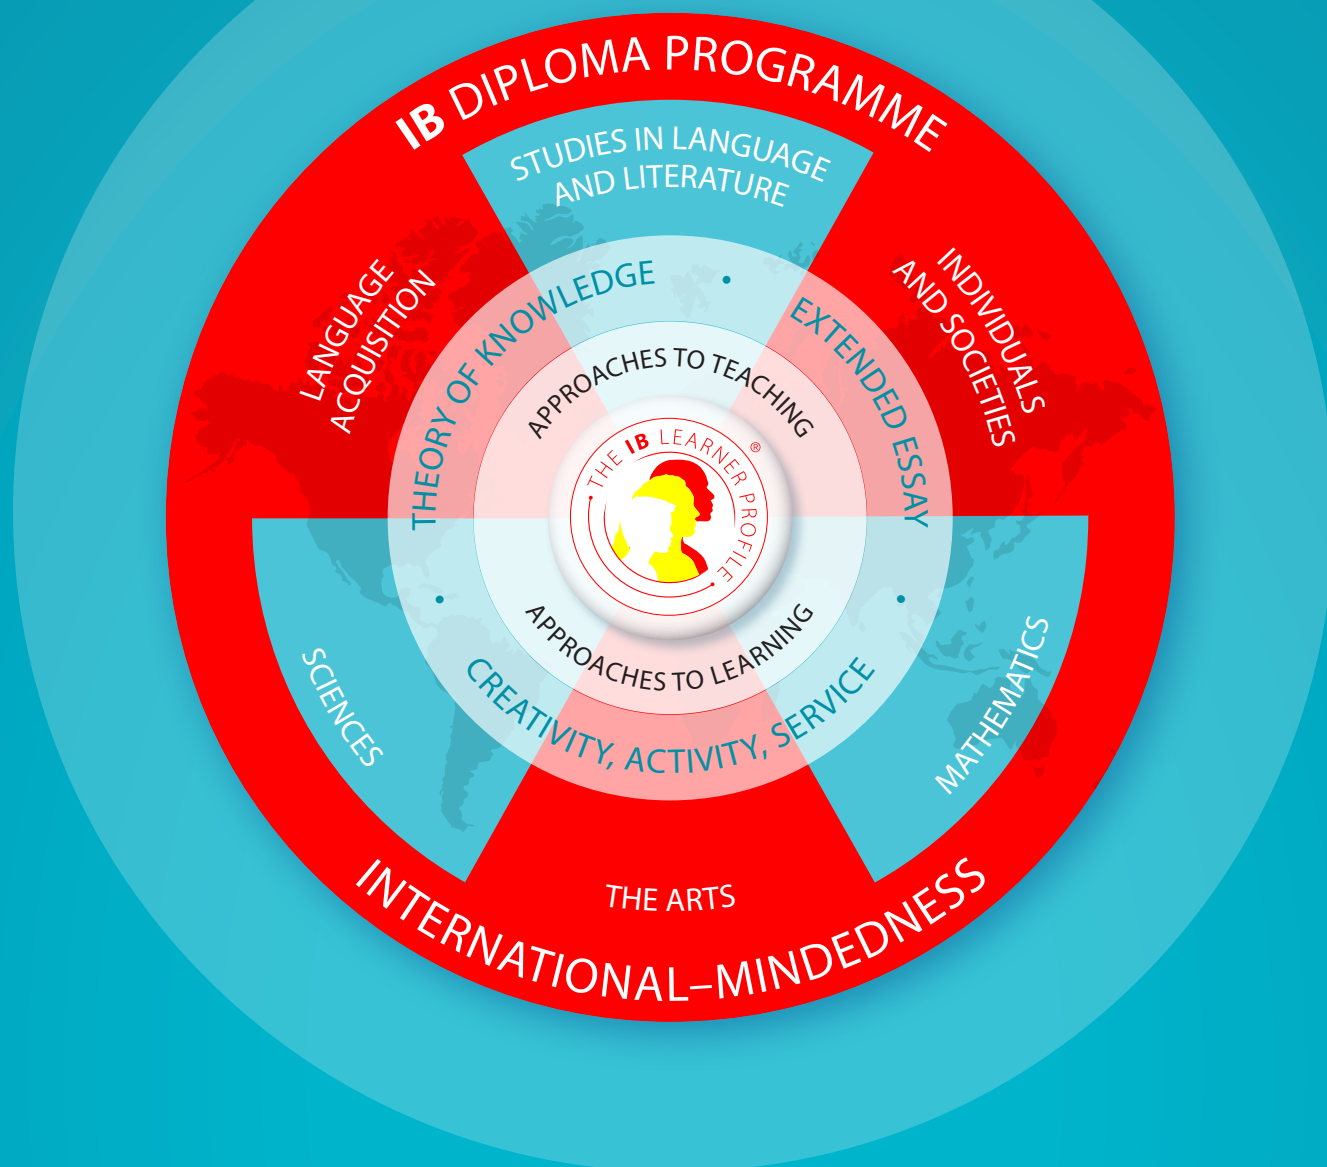 IB DIPLOMA PROGRAMME
STUDIES IN LANGUAGE
AND LITERATURE
LANGUAGE
ACQUISITION
INDIVIDUALS
AND SOCIETIES
THEORY OF KNOWLEDGE
•
EXTENDED ESSAY
APPROACHES TO TEACHING
THE IB LEARNER PROFILE
®
APPROACHES TO LEARNING
•
CREATIVITY, ACTIVITY, SERVICE
•
SCIENCES
MATHEMATICS
THE ARTS
INTERNATIONAL–MINDEDNESS